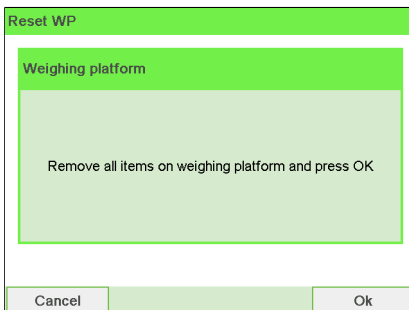 Reset WP
Weighing platform
Remove all items on weighing platform and press OK
Cancel
Ok